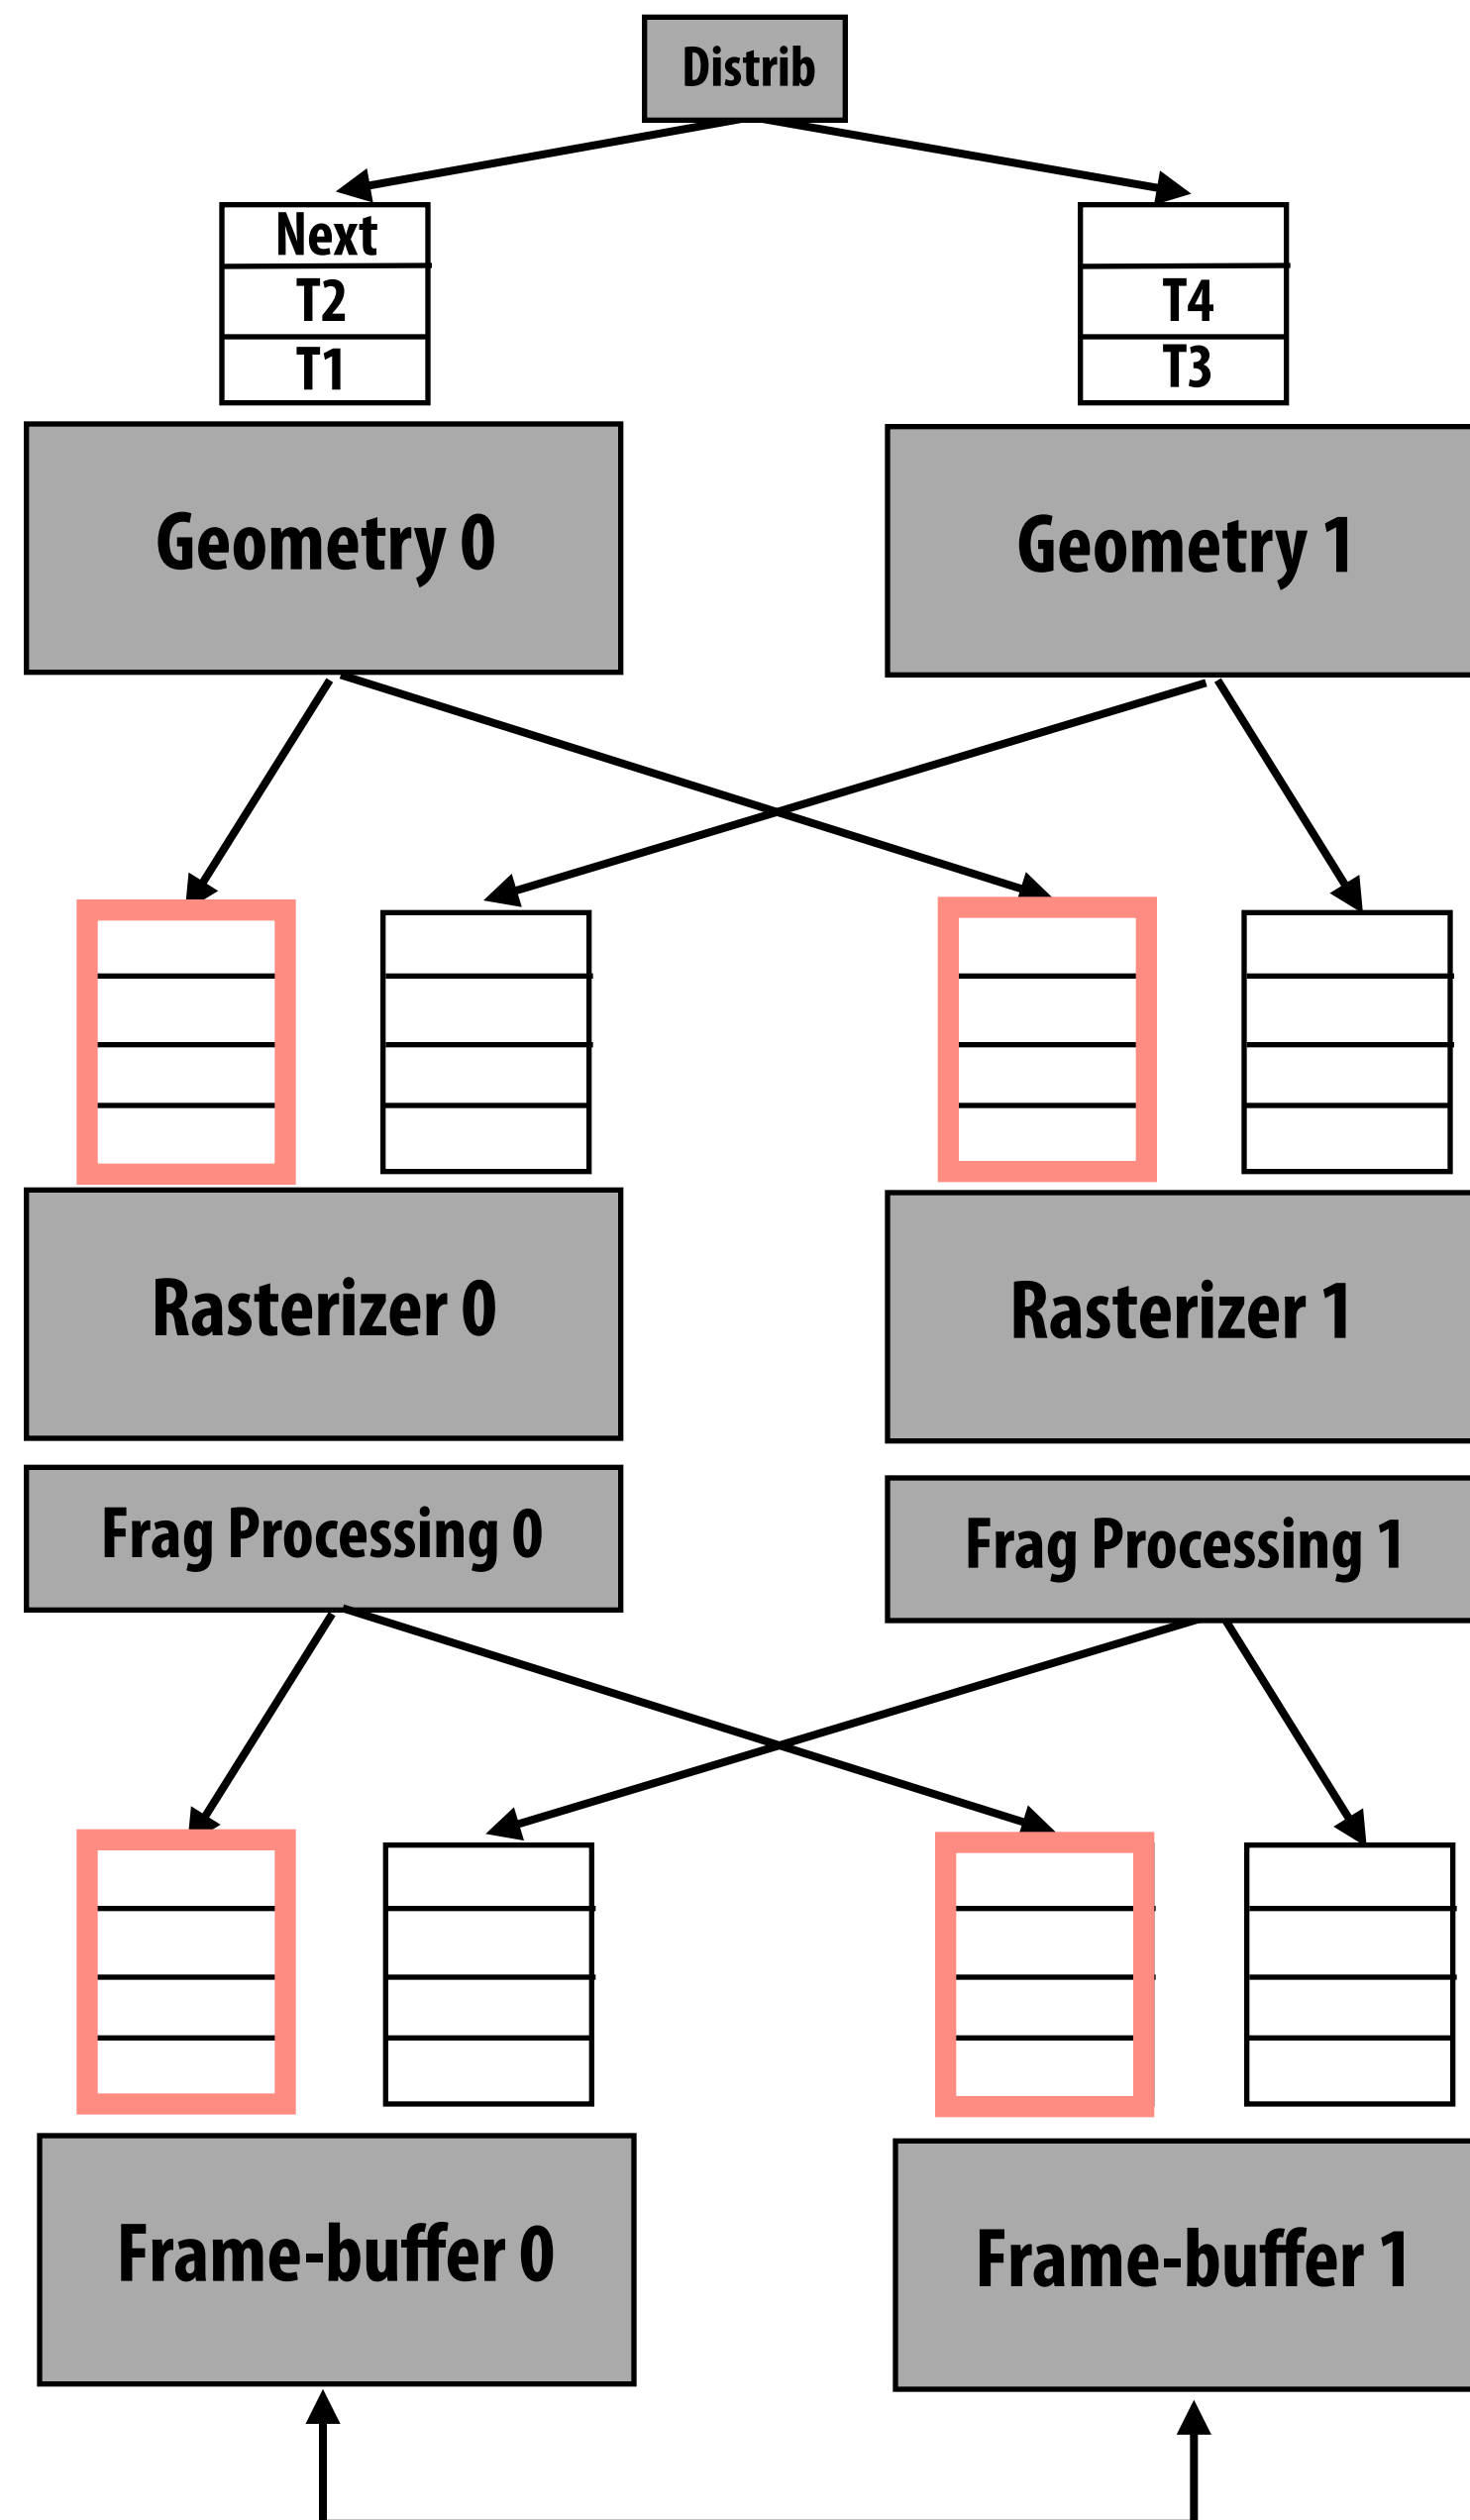 Distrib
Next
T2
T1
T4
T3
Geometry 0
Geometry 1
Rasterizer 0
Rasterizer 1
Frag Processing 0
Frag Processing 1
Frame-buffer 0
Frame-buffer 1